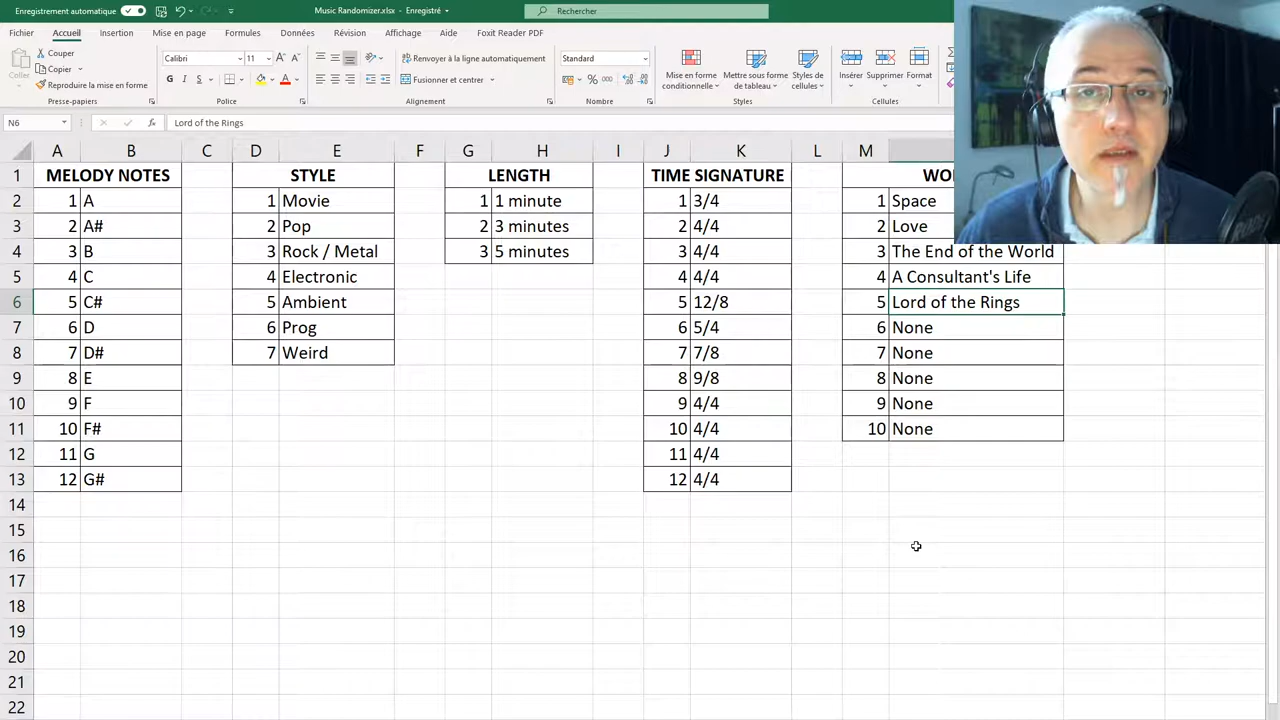 Enregistrement automatique
Music Randomizer.xlsx - Enregistré
Rechercher
Fichier Accueil Insertion Mise en page Formules Données Révision Affichage Aide Foxit Reader PDF
Coller
Couper
Copier
Reproduire la mise en forme
Presse-papiers
Calibri 11
G I S
Police
Renvoyer à la ligne automatiquement
Fusionner et centrer
Alignement
Standard
% 000
Nombre
Mise en forme conditionnelle
Mettre sous forme de tableau
Styles de cellules
Styles
Insérer Supprimer Format
Cellules
N6 fx Lord of the Rings
A B C D E F G H I J K L M
1 MELODY NOTES STYLE LENGTH TIME SIGNATURE
2 1 A 1 Movie 1 1 minute 1 3/4 1 Space
3 2 A# 2 Pop 2 3 minutes 2 4/4 2 Love
4 3 B 3 Rock / Metal 3 5 minutes 3 4/4 3 The End of the World
5 4 C 4 Electronic 4 4/4 4 A Consultant's Life
6 5 C# 5 Ambient 5 12/8 5 Lord of the Rings
7 6 D 6 Prog 6 5/4 6 None
8 7 D# 7 Weird 7 7/8 7 None
9 8 E 8 9/8 8 None
10 9 F 9 4/4 9 None
11 10 F# 10 4/4 10 None
12 11 G 11 4/4
13 12 G# 12 4/4
14
15
16
17
18
19
20
21
22